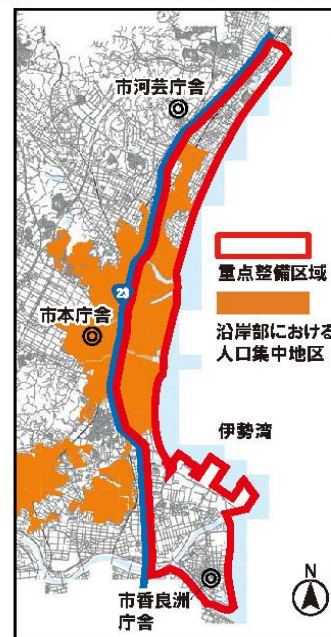 市河芸庁舎
重点整備区域
23
沿岸部における
人口集中地区
市本庁舎
伊勢湾
市香良洲
庁舎
N